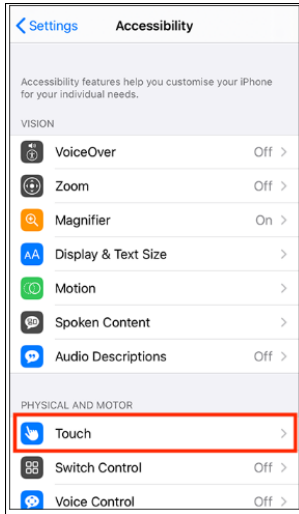 Settings Accessibility
Accessibility features help you customise your iPhone
for your individual needs.
VISION
VoiceOver Off
Zoom Off
Magnifier On
AA Display & Text Size
Motion
Spoken Content
Audio Descriptions Off
PHYSICAL AND MOTOR
Touch
Switch Control Off
Voice Control Off